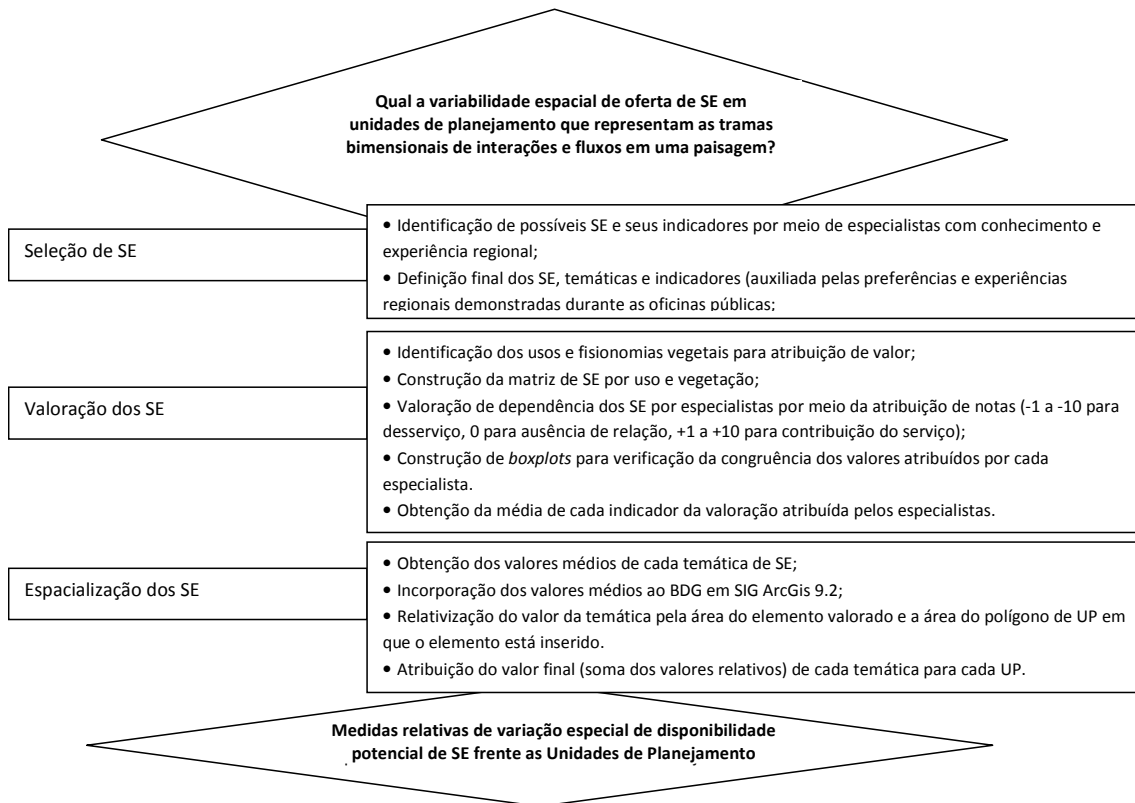 Qual a variabilidade espacial de oferta de SE em
unidades de planejamento que representam as tramas
bimensionais de interações e fluxos em uma paisagem?
Seleção de SE
• Identificação de possíveis SE e seus indicadores por meio de especialistas com conhecimento e
experiência regional;
• Definição final dos SE, temáticas e indicadores (auxiliada pelas preferências e experiências
regionais demonstradas durante as oficinas públicas;
Valoração dos SE
• Identificação dos usos e fisionomias vegetais para atribuição de valor;
• Construção da matriz de SE por uso e vegetação;
• Valoração de dependência dos SE por especialistas por meio da atribuição de notas (-1 a -10 para
desserviço, 0 para ausência de relação, +1 a +10 para contribuição do serviço);
• Construção de boxplots para verificação da congruência dos valores atribuídos por cada
especialista.
• Obtenção da média de cada indicador da valoração atribuída pelos especialistas.
Espacialização dos SE
• Obtenção dos valores médios de cada temática de SE;
• Incorporação dos valores médios ao BDG em SIG ArcGis 9.2;
• Relativização do valor da temática pela área do elemento valorado e a área do polígono de UP em
que o elemento está inserido.
• Atribuição do valor final (soma dos valores relativos) de cada temática para cada UP.
Medidas relativas de variação especial de disponibilidade
potencial de SE frente as Unidades de Planejamento